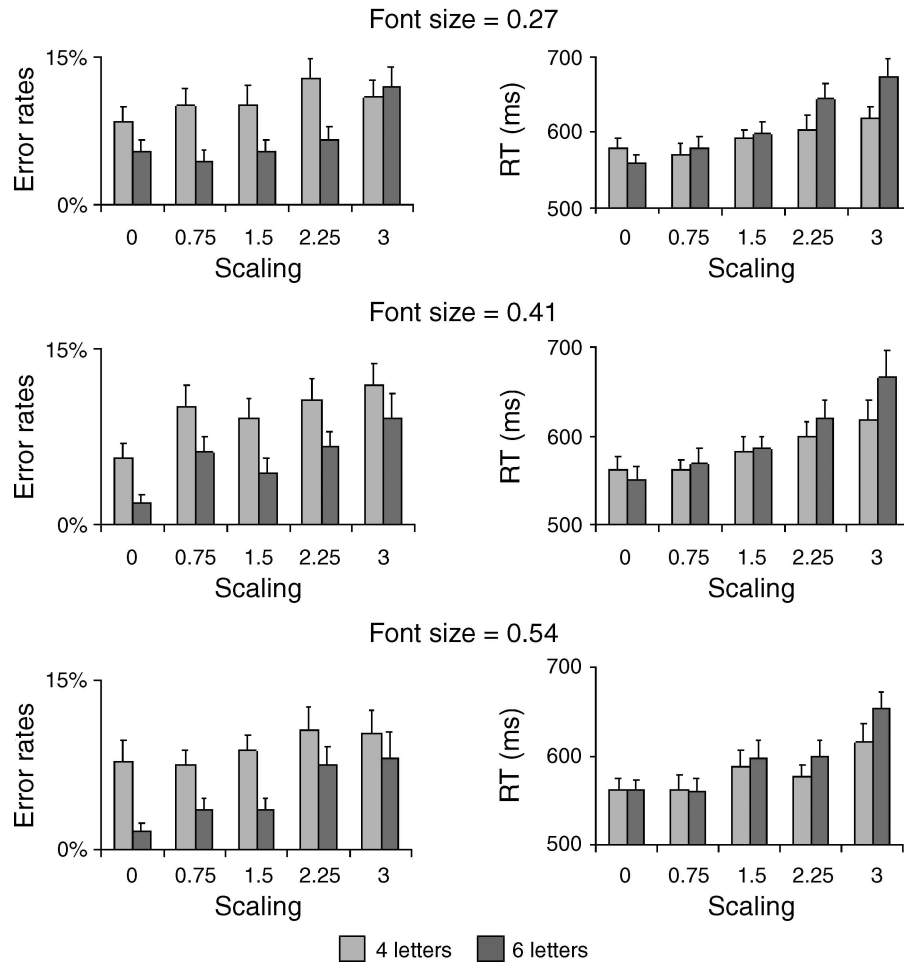 Font size = 0.27
15%
0%
Error rates
0 0.75 1.5 2.25 3
Scaling
700
600
500
RT (ms)
0 0.75 1.5 2.25 3
Scaling
Font size = 0.41
15%
0%
Error rates
0 0.75 1.5 2.25 3
Scaling
700
600
500
RT (ms)
0 0.75 1.5 2.25 3
Scaling
Font size = 0.54
15%
0%
Error rates
0 0.75 1.5 2.25 3
Scaling
700
600
500
RT (ms)
0 0.75 1.5 2.25 3
Scaling
4 letters 6 letters